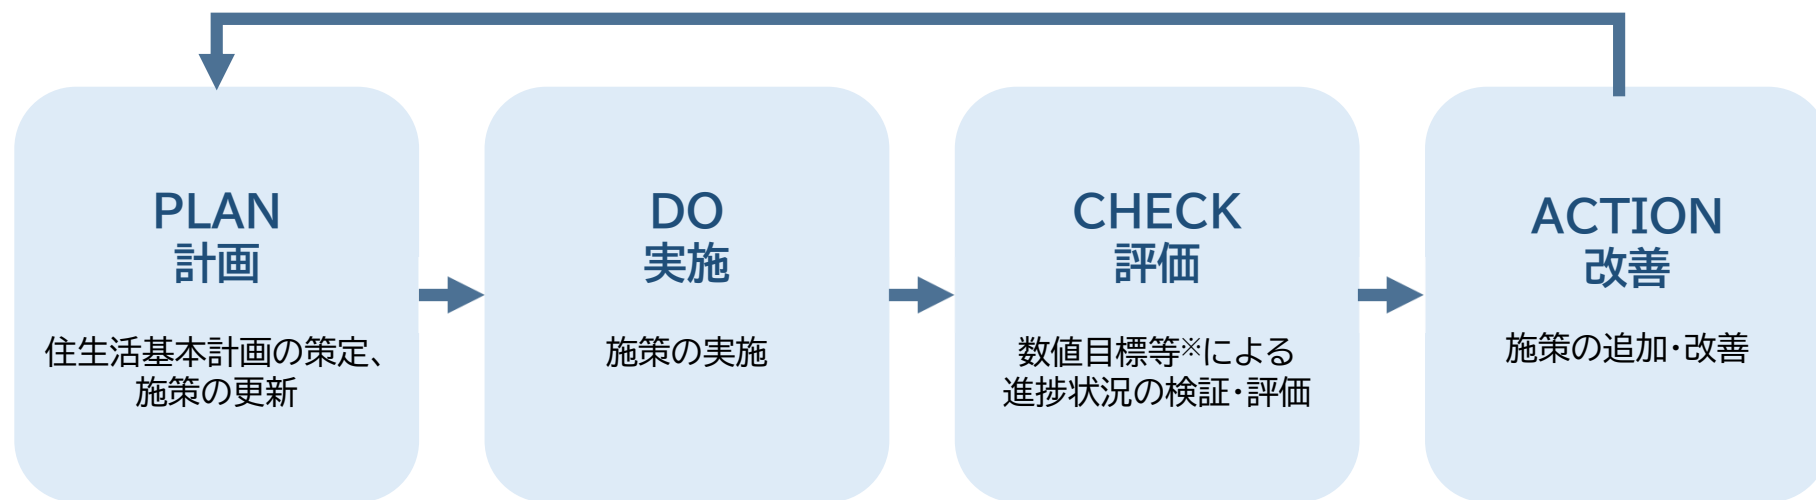 PLAN
計画
住生活基本計画の策定、
施策の更新
DO
実施
施策の実施
CHECK
評価
数値目標等※による
進捗状況の検証・評価
ACTION
改善
施策の追加・改善